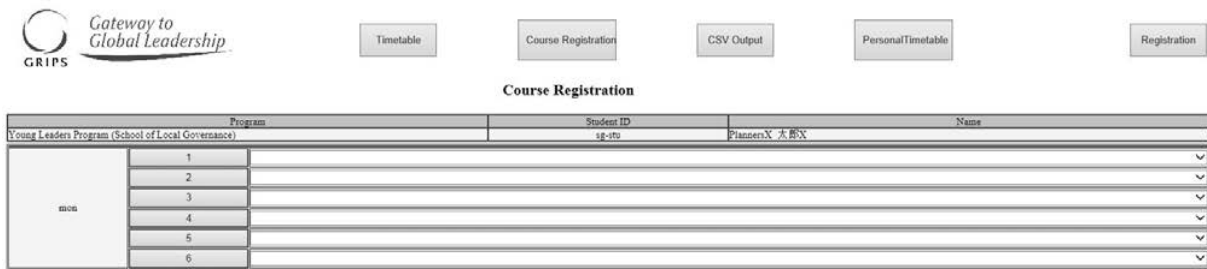 Gateway to
Global Leadership
GRIPS
Timetable
Course Registration
CSV Output
PersonalTimetable
Registration
Course Registration
Program Student ID Name
Young Leaders Program (School of Local Governance) sg-stu PlannersX 太郎X
mon
1
2
3
4
5
6